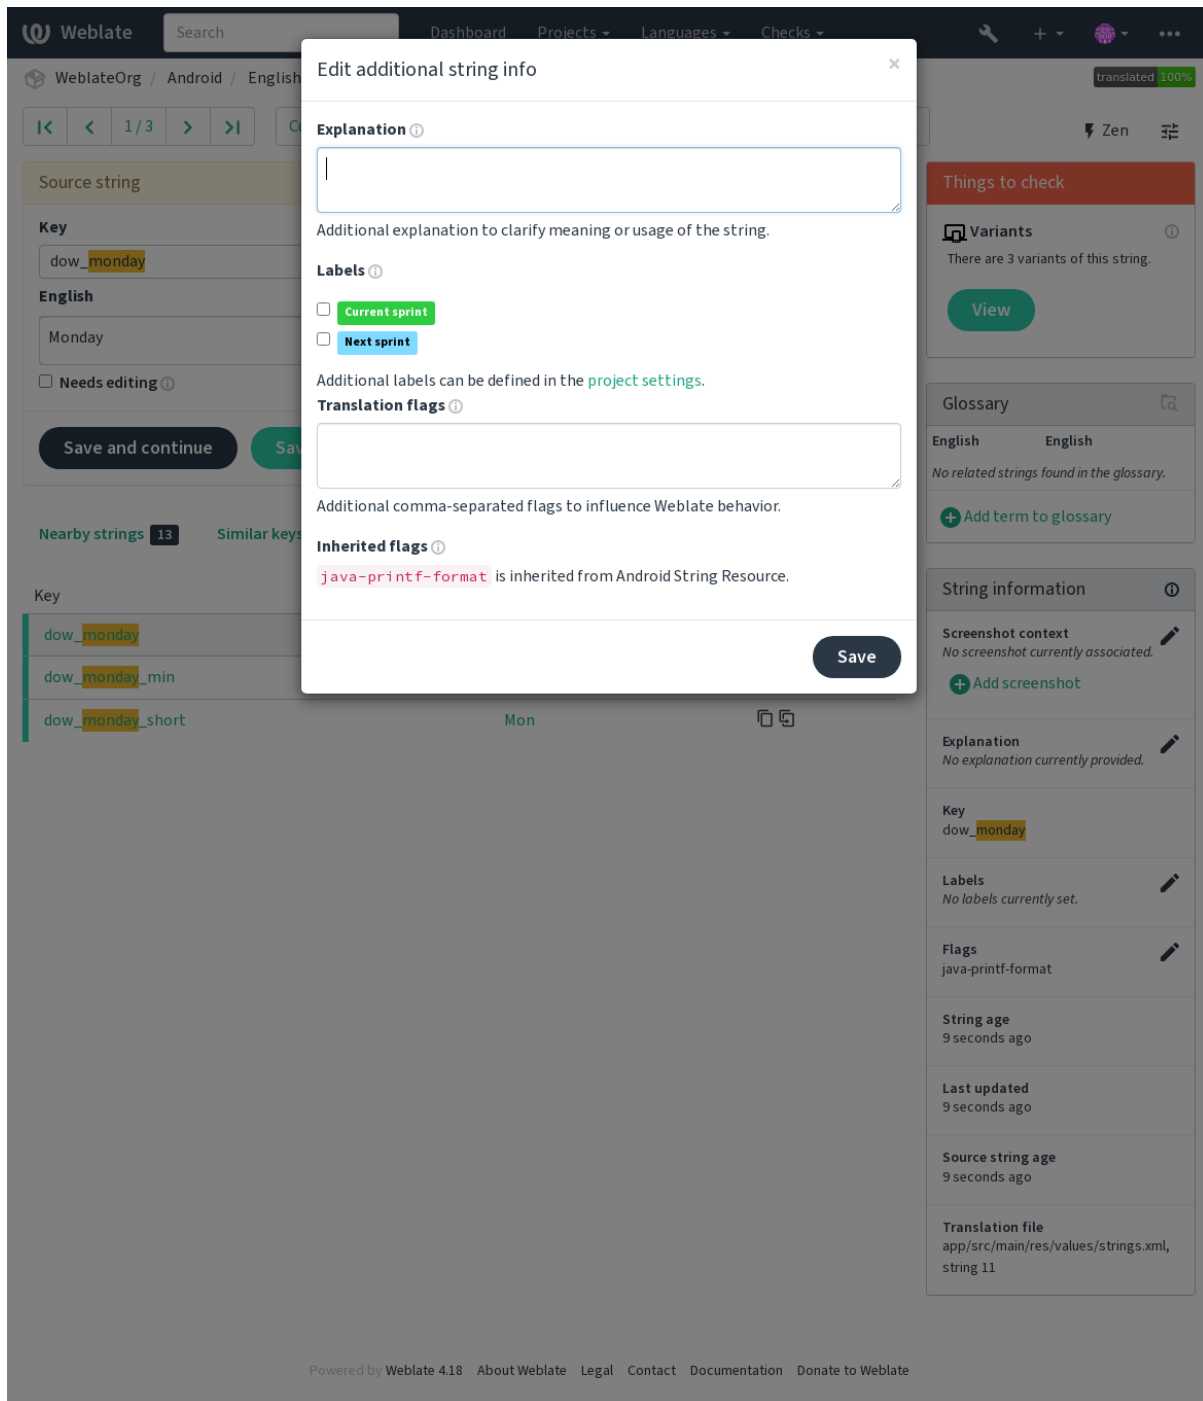 Weblate
Search
Dashboard
Projects
Languages
Checks
WeblateOrg / Android / English
translated 100%
1 / 3
Zen
Edit additional string info
×
Explanation
Additional explanation to clarify meaning or usage of the string.
Labels
Current sprint
Next sprint
Additional labels can be defined in the project settings.
Translation flags
Additional comma-separated flags to influence Weblate behavior.
Inherited flags
java-printf-format is inherited from Android String Resource.
Save
Source string
Key
dow_monday
English
Monday
Needs editing
Save and continue
Nearby strings 13
Similar keys
Key
dow_monday
dow_monday_min
dow_monday_short
Mon
Things to check
Variants
There are 3 variants of this string.
View
Glossary
English English
No related strings found in the glossary.
Add term to glossary
String information
Screenshot context
No screenshot currently associated.
Add screenshot
Explanation
No explanation currently provided.
Key
dow_monday
Labels
No labels currently set.
Flags
java-printf-format
String age
9 seconds ago
Last updated
9 seconds ago
Source string age
9 seconds ago
Translation file
app/src/main/res/values/strings.xml,
string 11
Powered by Weblate 4.18 About Weblate Legal Contact Documentation Donate to Weblate